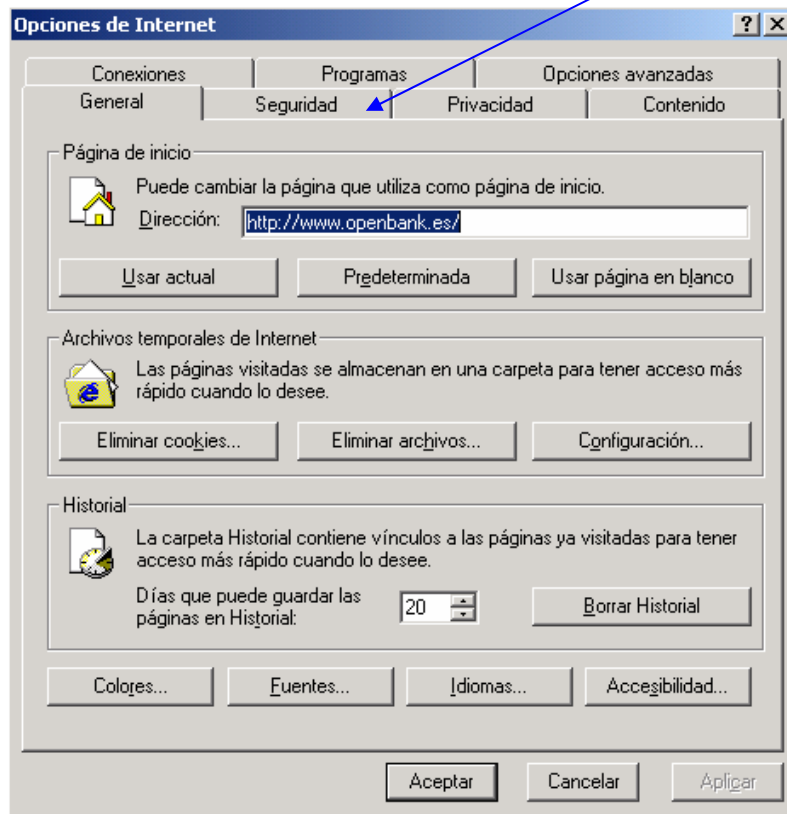 Opciones de Internet
Conexiones
Programas
Opciones avanzadas
General
Seguridad
Privacidad
Contenido
Página de inicio
Puede cambiar la página que utiliza como página de inicio.
Dirección: http://www.openbank.es/
Usar actual
Predeterminada
Usar página en blanco
Archivos temporales de Internet
Las páginas visitadas se almacenan en una carpeta para tener acceso más
rápido cuando lo desee.
Eliminar cookies...
Eliminar archivos...
Configuración...
Historial
La carpeta Historial contiene vínculos a las páginas ya visitadas para tener
acceso más rápido cuando lo desee.
Días que puede guardar las
páginas en Historial:
20
Borrar Historial
Colores...
Fuentes...
Idiomas...
Accesibilidad...
Aceptar
Cancelar
Aplicar